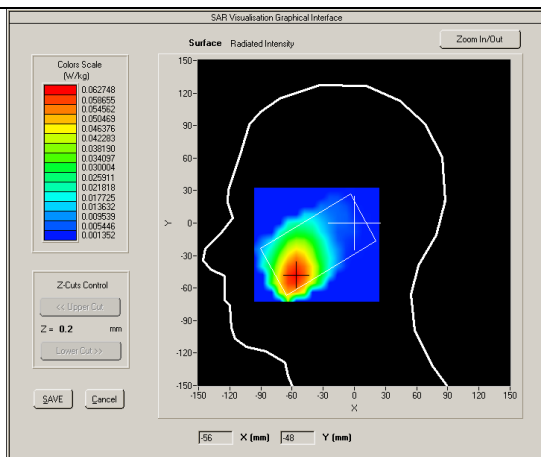 SAR Visualisation Graphical Interface
Surface Radiated Intensity
Zoom In/Out
Colors Scale
(W/kg)
0.062748
0.058655
0.054562
0.050469
0.046376
0.042283
0.038190
0.034097
0.030004
0.025911
0.021818
0.017725
0.013632
0.009539
0.005446
0.001352
Z-Cuts Control
<< Upper Cut
Z = 0.2 mm
Lower Cut >>
SAVE Cancel
150
120
90
60
30
0
-30
-60
-90
-120
-150
Y
-150 -120 -90 -60 -30 0 30 60 90 120 150
X
-56 X (mm) -48 Y (mm)